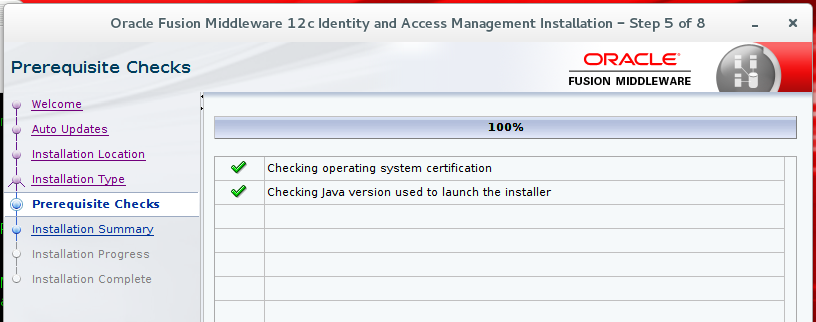 Oracle Fusion Middleware 12c Identity and Access Management Installation – Step 5 of 8
Prerequisite Checks
ORACLE
FUSION MIDDLEWARE
Welcome
Auto Updates
Installation Location
Installation Type
Prerequisite Checks
Installation Summary
Installation Progress
Installation Complete
100%
Checking operating system certification
Checking Java version used to launch the installer